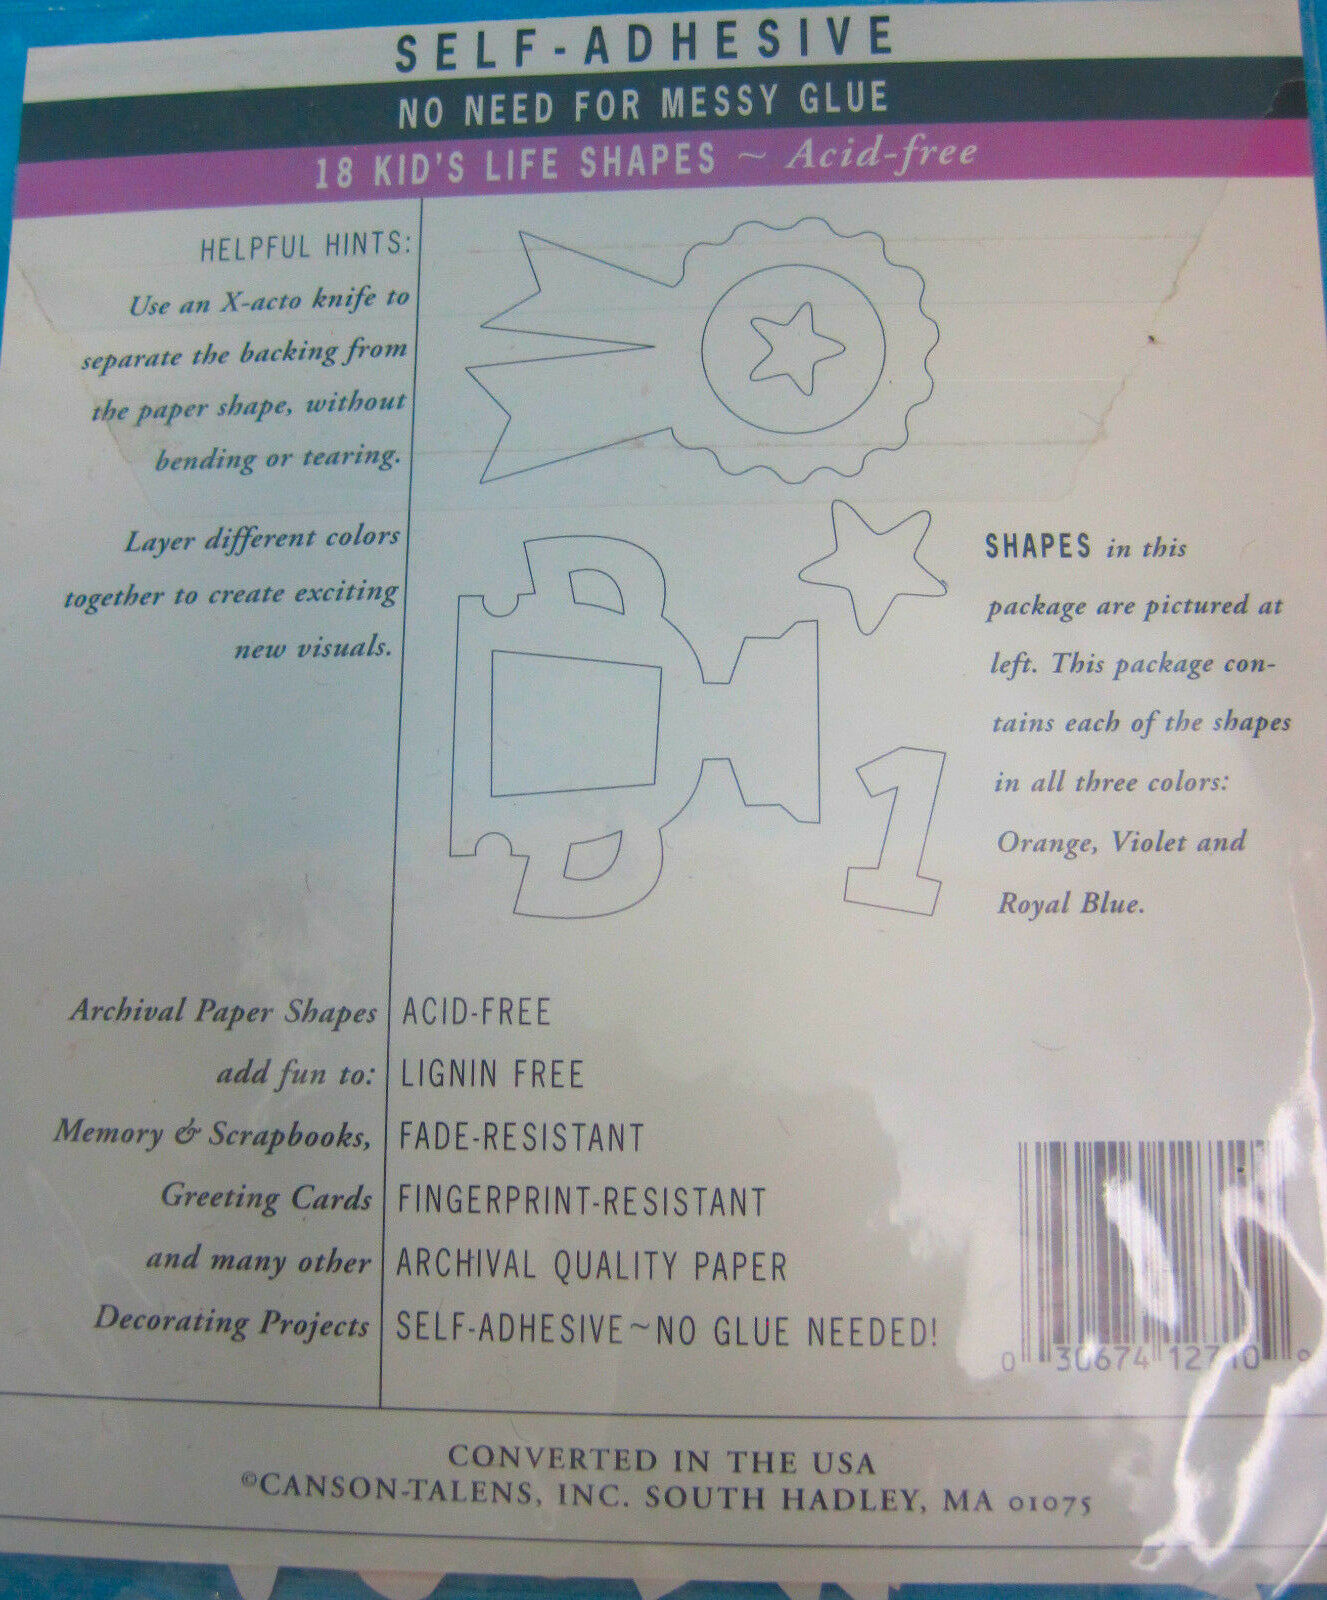 SELF-ADHESIVE
NO NEED FOR MESSY GLUE
18 KID'S LIFE SHAPES ~ Acid-free
HELPFUL HINTS:
Use an X-acto knife to
separate the backing from
the paper shape, without
bending or tearing.
Layer different colors
together to create exciting
new visuals.
1
SHAPES in this
package are pictured at
left. This package con-
tains each of the shapes
in all three colors:
Orange, Violet and
Royal Blue.
Archival Paper Shapes
add fun to:
Memory & Scrapbooks,
Greeting Cards
and many other
Decorating Projects
ACID-FREE
LIGNIN FREE
FADE-RESISTANT
FINGERPRINT-RESISTANT
ARCHIVAL QUALITY PAPER
SELF-ADHESIVE~NO GLUE NEEDED!
0 30674 12710 9
CONVERTED IN THE USA
©CANSON-TALENS, INC. SOUTH HADLEY, MA 01075